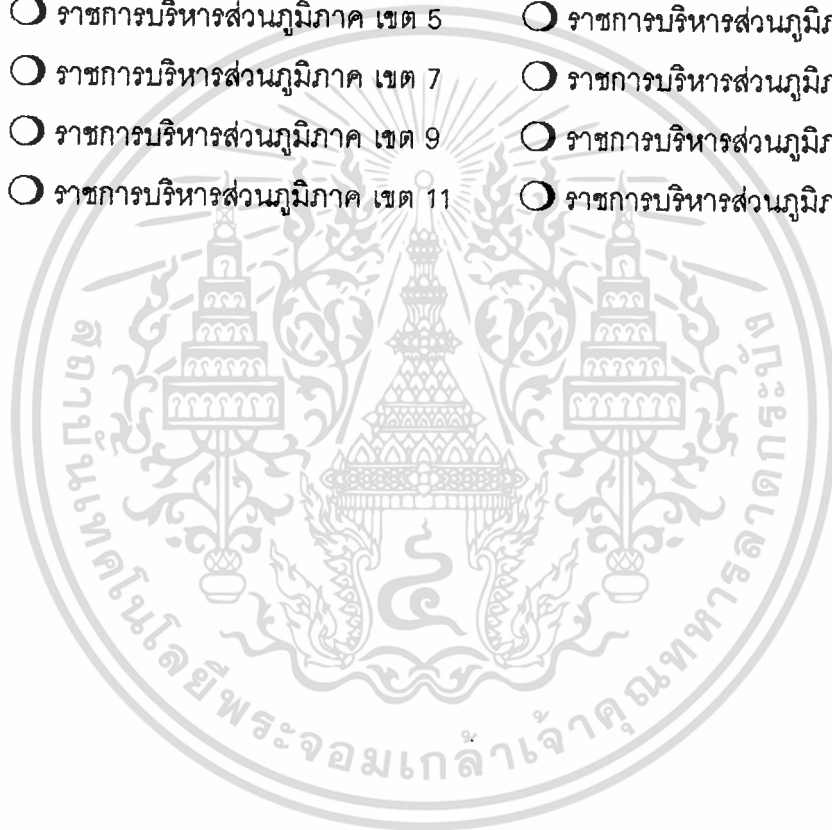 ราชการบริหารส่วนภูมิภาค เขต 5 ราชการบริหารส่วนภูมิภ
ราชการบริหารส่วนภูมิภาค เขต 7 ราชการบริหารส่วนภูมิภ
ราชการบริหารส่วนภูมิภาค เขต 9 ราชการบริหารส่วนภูมิภ
ราชการบริหารส่วนภูมิภาค เขต 11 ราชการบริหารส่วนภูมิภ
สถาบันเทคโนโลยีพระจอมเกล้าเจ้าคุณทหารลาดกระบัง
๔